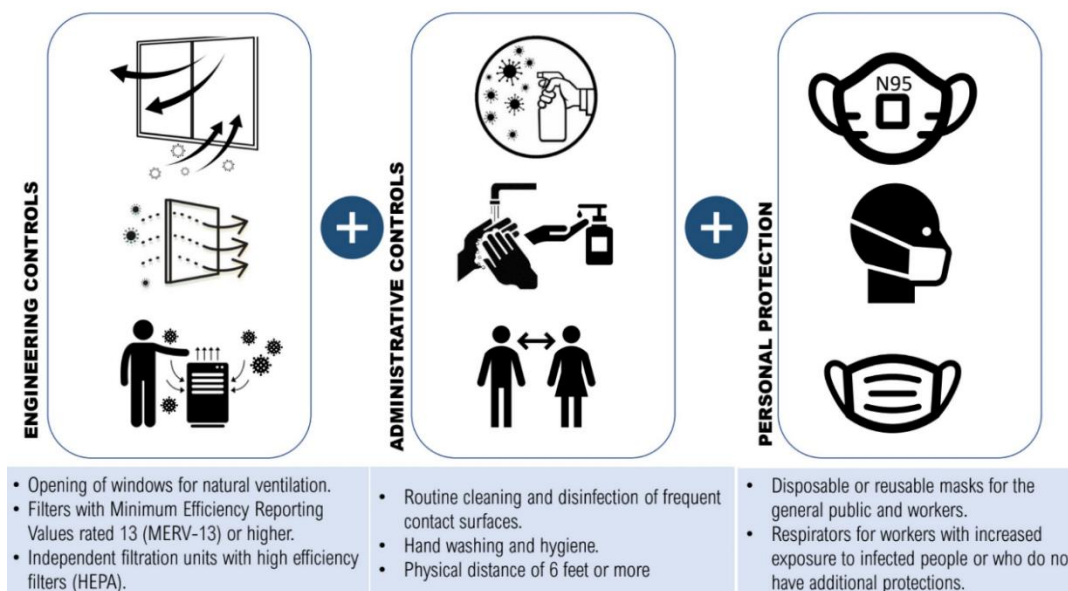 ENGINEERING CONTROLS
• Opening of windows for natural ventilation.
• Filters with Minimum Efficiency Reporting
Values rated 13 (MERV-13) or higher.
• Independent filtration units with high efficiency
filters (HEPA).
ADMINISTRATIVE CONTROLS
• Routine cleaning and disinfection of frequent
contact surfaces.
• Hand washing and hygiene.
• Physical distance of 6 feet or more
PERSONAL PROTECTION
N95
• Disposable or reusable masks for the
general public and workers.
• Respirators for workers with increased
exposure to infected people or who do no
have additional protections.